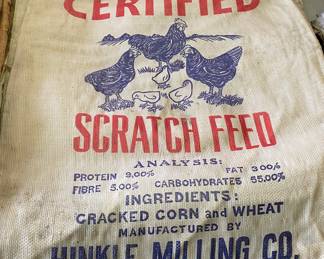 CERTIFIED
SCRATCH FEED
ANALYSIS:
PROTEIN 9.00% FAT 3.00%
FIBRE 5.00% CARBOHYDRATES 55.00%
INGREDIENTS:
CRACKED CORN and WHEAT
MANUFACTURED BY
HINKLE MILLING CO.